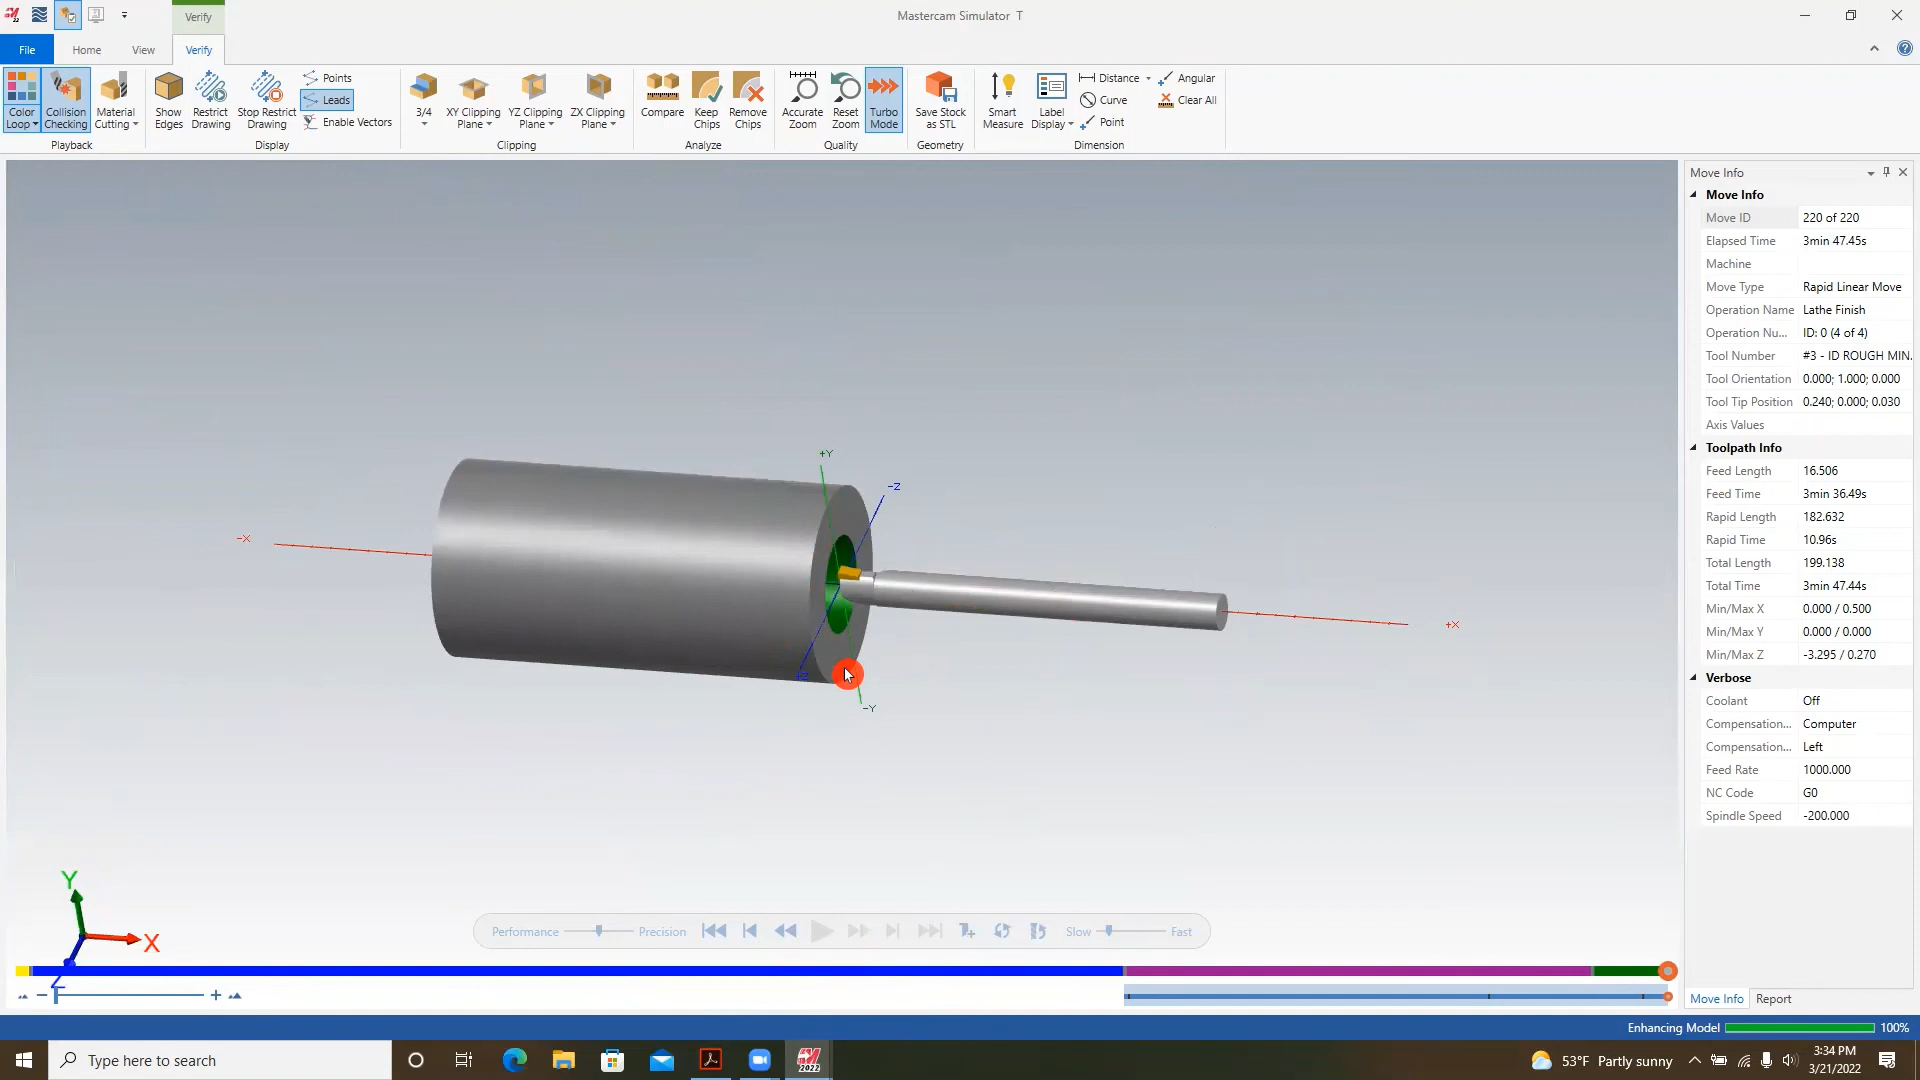 22
Verify
Mastercam Simulator T
File
Home
View
Verify
Color Loop
Collision Checking
Material Cutting
Playback
Show Edges
Restrict Drawing
Stop Restrict Drawing
Points
Leads
Enable Vectors
Display
3/4
XY Clipping Plane
YZ Clipping Plane
ZX Clipping Plane
Clipping
Compare
Keep Chips
Remove Chips
Analyze
Accurate Zoom
Reset Zoom
Turbo Mode
Quality
Save Stock as STL
Geometry
Smart Measure
Label Display
Distance
Curve
Point
Angular
Clear All
Dimension
+Y
-Z
-X
+X
+Z
-Y
Y
X
Z
Performance
Precision
Slow
Fast
Move Info
Move Info
Move ID 220 of 220
Elapsed Time 3min 47.45s
Machine
Move Type Rapid Linear Move
Operation Name Lathe Finish
Operation Nu... ID: 0 (4 of 4)
Tool Number #3 - ID ROUGH MIN.
Tool Orientation 0.000; 1.000; 0.000
Tool Tip Position 0.240; 0.000; 0.030
Axis Values
Toolpath Info
Feed Length 16.506
Feed Time 3min 36.49s
Rapid Length 182.632
Rapid Time 10.96s
Total Length 199.138
Total Time 3min 47.44s
Min/Max X 0.000 / 0.500
Min/Max Y 0.000 / 0.000
Min/Max Z -3.295 / 0.270
Verbose
Coolant Off
Compensation... Computer
Compensation... Left
Feed Rate 1000.000
NC Code G0
Spindle Speed -200.000
Move Info Report
Enhancing Model 100%
Type here to search
2022
53°F Partly sunny
3:34 PM
3/21/2022